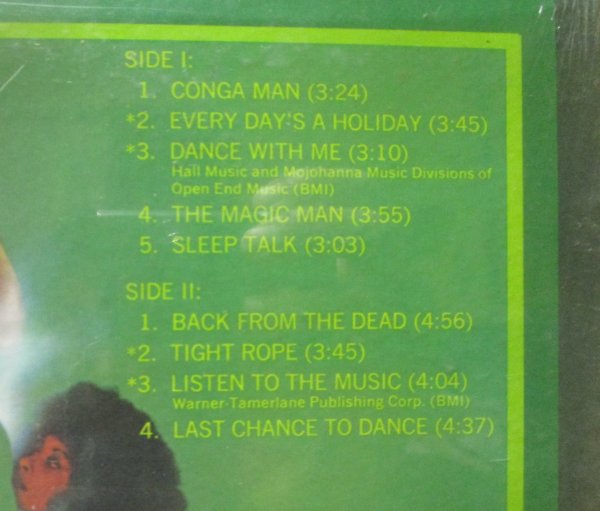 SIDE I:
1. CONGA MAN (3:24)
*2. EVERY DAY'S A HOLIDAY (3:45)
*3. DANCE WITH ME (3:10)
Hall Music and Mojohanna Music Divisions of
Open End Music (BMI)
4. THE MAGIC MAN (3:55)
5. SLEEP TALK (3:03)
SIDE II:
1. BACK FROM THE DEAD (4:56)
*2. TIGHT ROPE (3:45)
*3. LISTEN TO THE MUSIC (4:04)
Warner-Tamerlane Publishing Corp. (BMI)
4. LAST CHANCE TO DANCE (4:37)